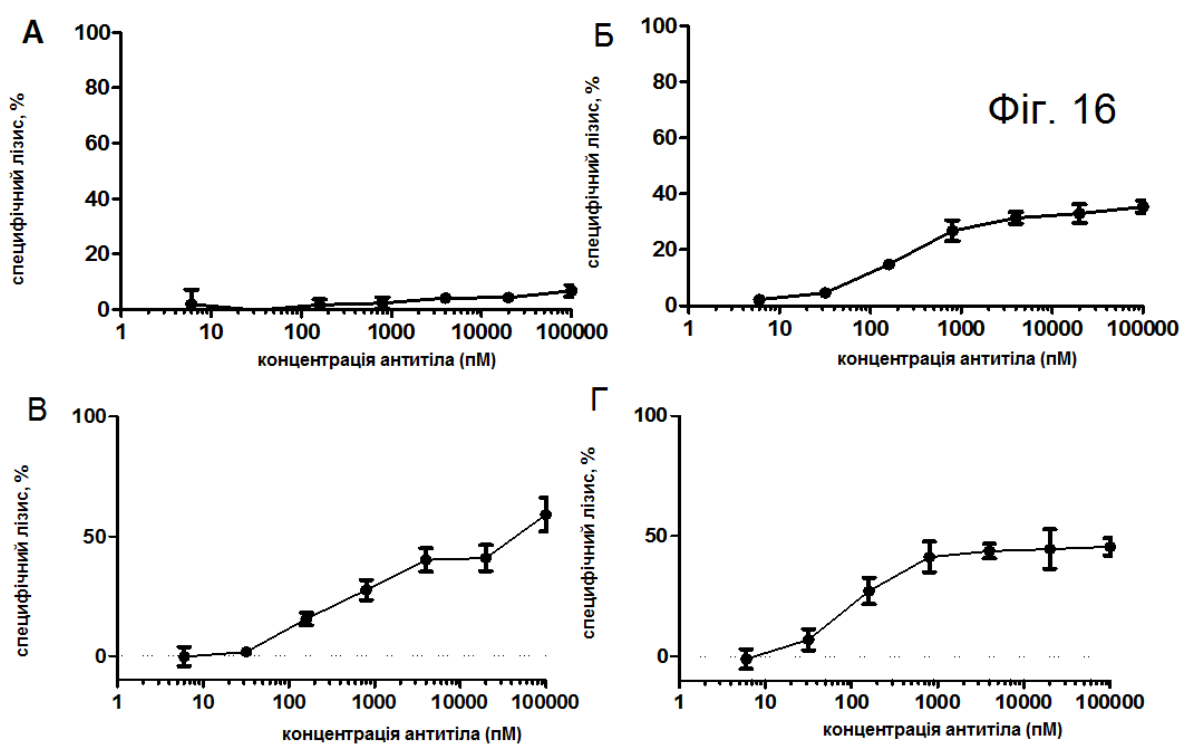 А
специфічний лізис, %
100
80
60
40
20
0
1 10 100 1000 10000 100000
концентрація антитіла (пМ)
Б
Фіг. 16
специфічний лізис, %
100
80
60
40
20
0
1 10 100 1000 10000 100000
концентрація антитіла (пМ)
В
специфічний лізис, %
100
50
0
1 10 100 1000 10000 100000
концентрація антитіла (пМ)
Г
специфічний лізис, %
100
50
0
1 10 100 1000 10000 100000
концентрація антитіла (пМ)